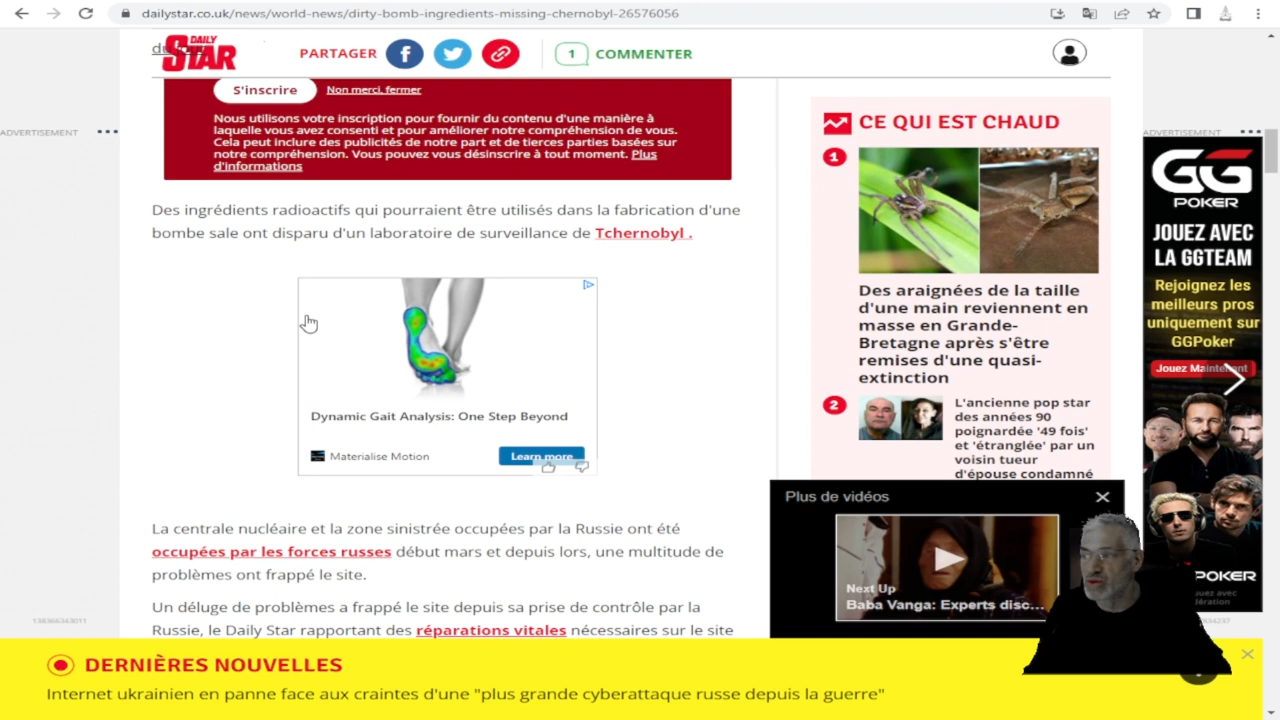 dailystar.co.uk/news/world-news/dirty-bomb-ingredients-missing-chernobyl-26576056
DAILY
STAR
PARTAGER
1 COMMENTER
S'inscrire Non merci, fermer
Nous utilisons votre inscription pour fournir du contenu d'une manière à
laquelle vous avez consenti et pour améliorer notre compréhension de vous.
Cela peut inclure des publicités de notre part et de tierces parties basées sur
notre compréhension. Vous pouvez vous désinscrire à tout moment. Plus
d'informations
ADVERTISEMENT
Des ingrédients radioactifs qui pourraient être utilisés dans la fabrication d'une
bombe sale ont disparu d'un laboratoire de surveillance de Tchernobyl .
Dynamic Gait Analysis: One Step Beyond
Materialise Motion
Learn more
La centrale nucléaire et la zone sinistrée occupées par la Russie ont été
occupées par les forces russes début mars et depuis lors, une multitude de
problèmes ont frappé le site.
Un déluge de problèmes a frappé le site depuis sa prise de contrôle par la
Russie, le Daily Star rapportant des réparations vitales nécessaires sur le site
CE QUI EST CHAUD
1
Des araignées de la taille
d'une main reviennent en
masse en Grande-
Bretagne après s'être
remises d'une quasi-
extinction
2
L'ancienne pop star
des années 90
poignardée '49 fois'
et 'étranglée' par un
voisin tueur
d'épouse condamné
Plus de vidéos
Next Up
Baba Vanga: Experts disc...
ADVERTISEMENT
GG
POKER
JOUEZ AVEC
LA GGTEAM
Rejoignez les
meilleurs pros
uniquement sur
GGPoker
Jouez Maintenant
POKER
DERNIÈRES NOUVELLES
Internet ukrainien en panne face aux craintes d'une "plus grande cyberattaque russe depuis la guerre"